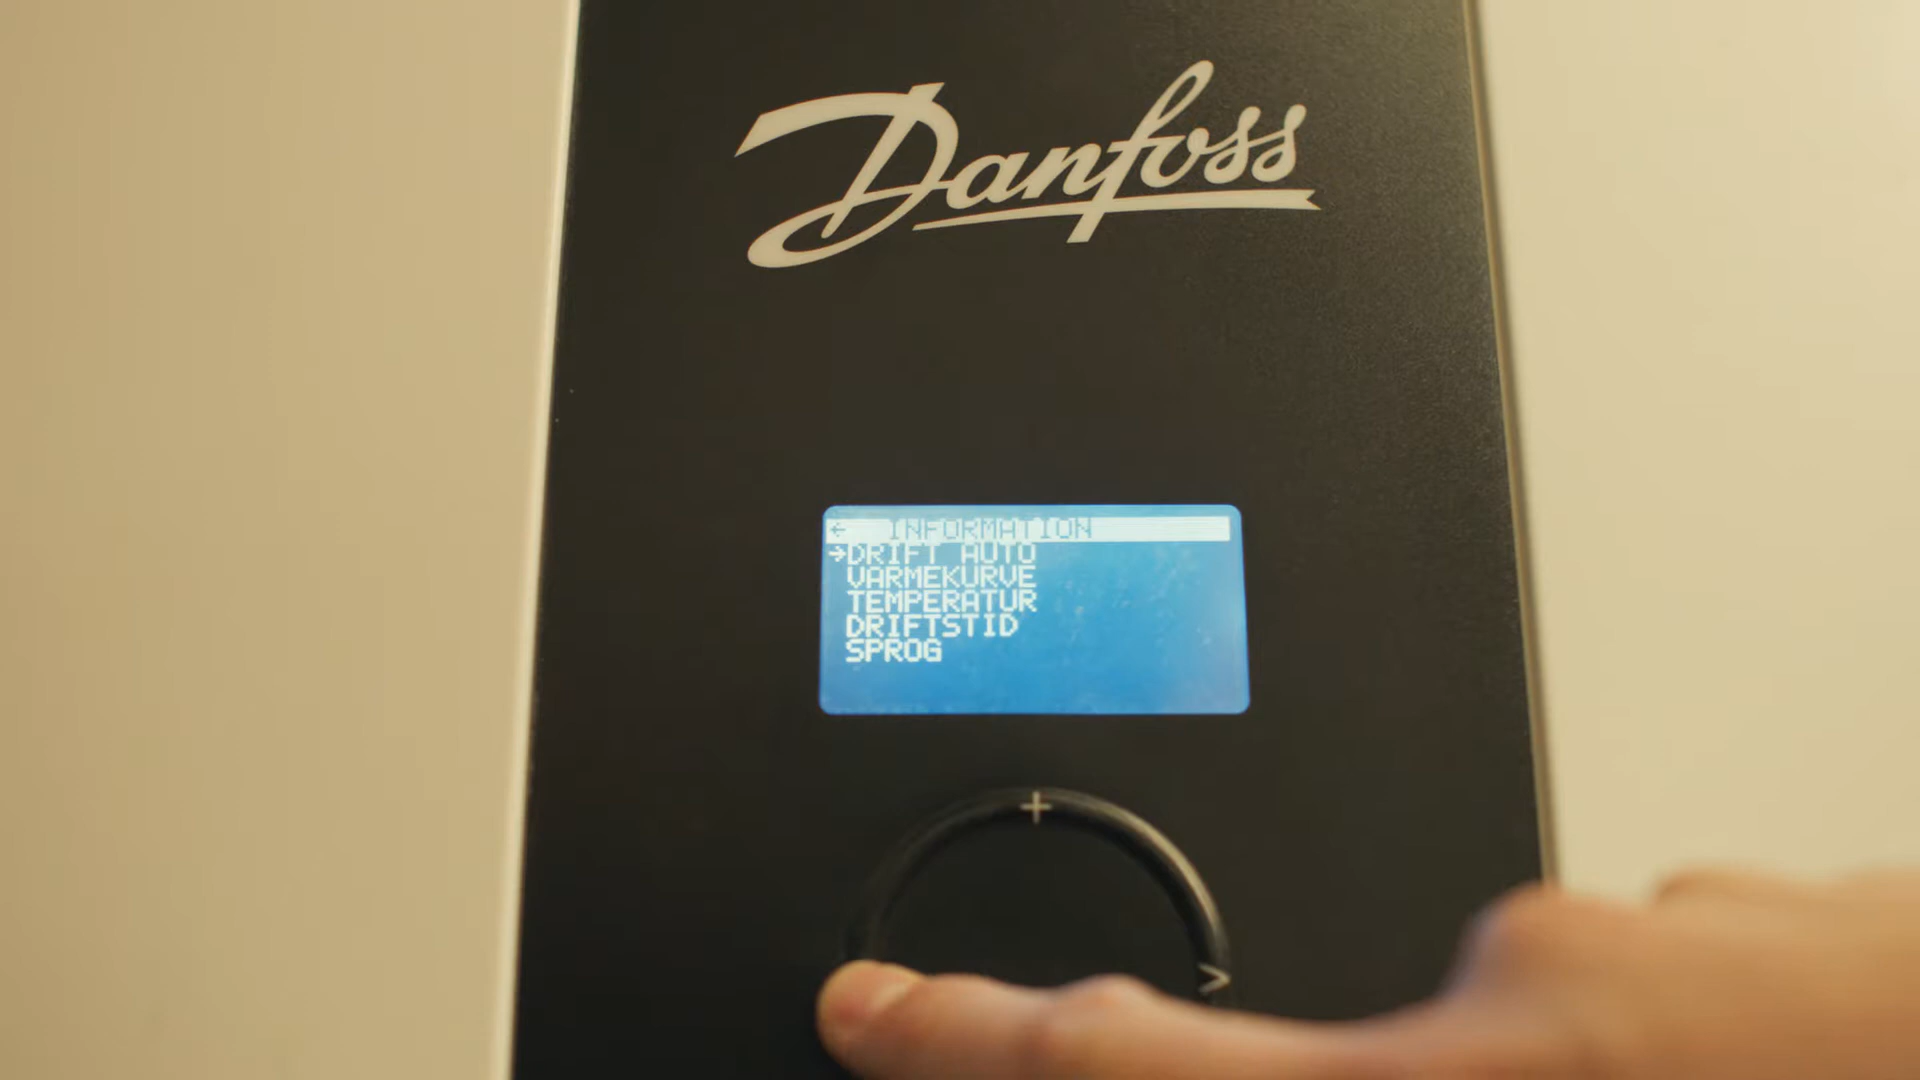 Danfoss
← INFORMATION
→DRIFT AUTO
VARMEKURVE
TEMPERATUR
DRIFTSTID
SPROG
+
>